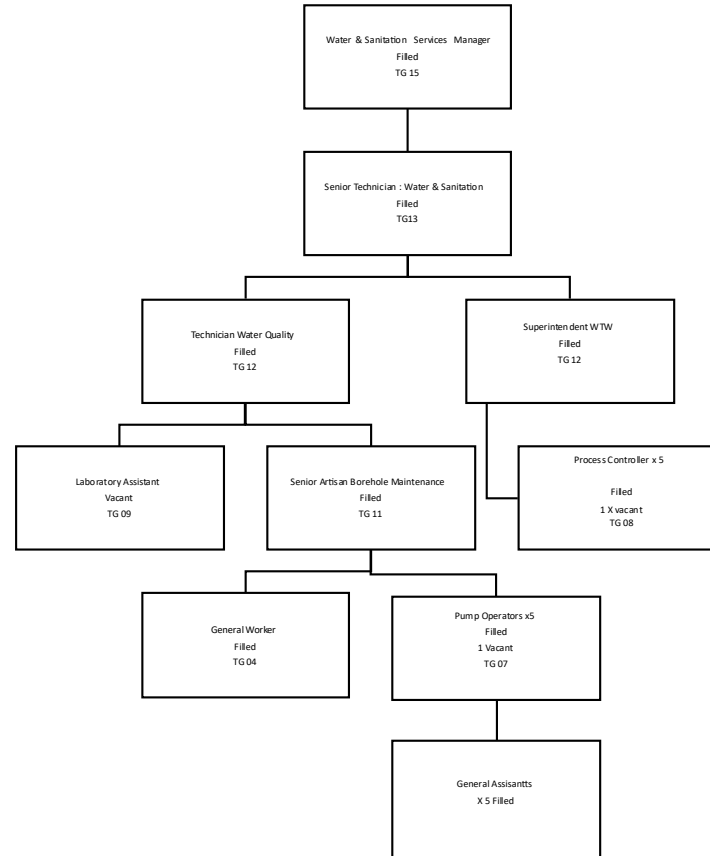 Water & Sanitation Services Manager
Filled
TG 15
Senior Technician : Water & Sanitation
Filled
TG13
Technician Water Quality
Filled
TG 12
Superintendent WTW
Filled
TG 12
Laboratory Assistant
Vacant
TG 09
Senior Artisan Borehole Maintenance
Filled
TG 11
Process Controller x 5
Filled
1 X vacant
TG 08
General Worker
Filled
TG 04
Pump Operators x5
Filled
1 Vacant
TG 07
General Assisantts
X 5 Filled